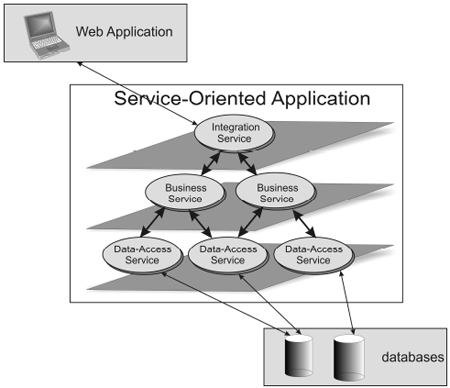 Web Application
Service-Oriented Application
Integration
Service
Business
Service
Business
Service
Data-Access
Service
Data-Access
Service
Data-Access
Service
databases